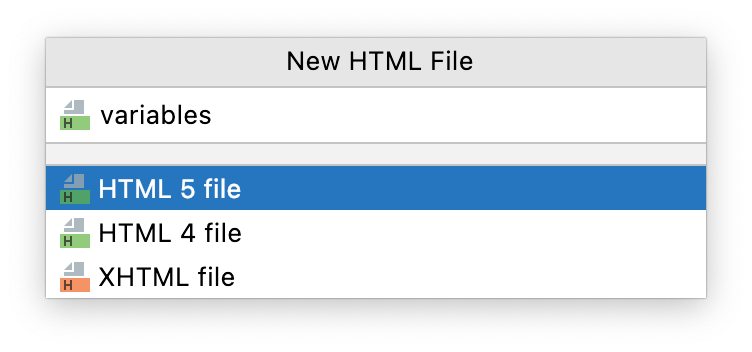 New HTML File
H variables
H HTML 5 file
H HTML 4 file
H XHTML file